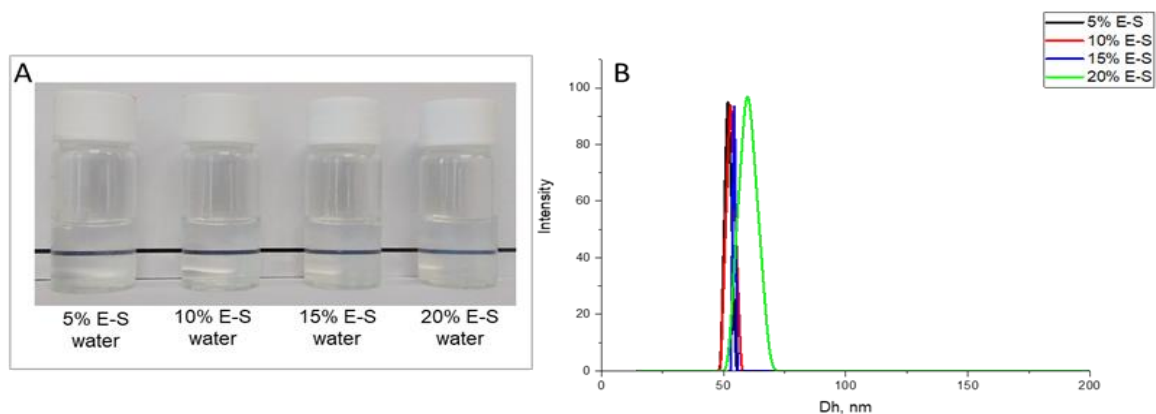 A
5% E-S
water
10% E-S
water
15% E-S
water
20% E-S
water
B
5% E-S
10% E-S
15% E-S
20% E-S
Intensity
100
80
60
40
20
0
0
50
100
150
200
Dh, nm